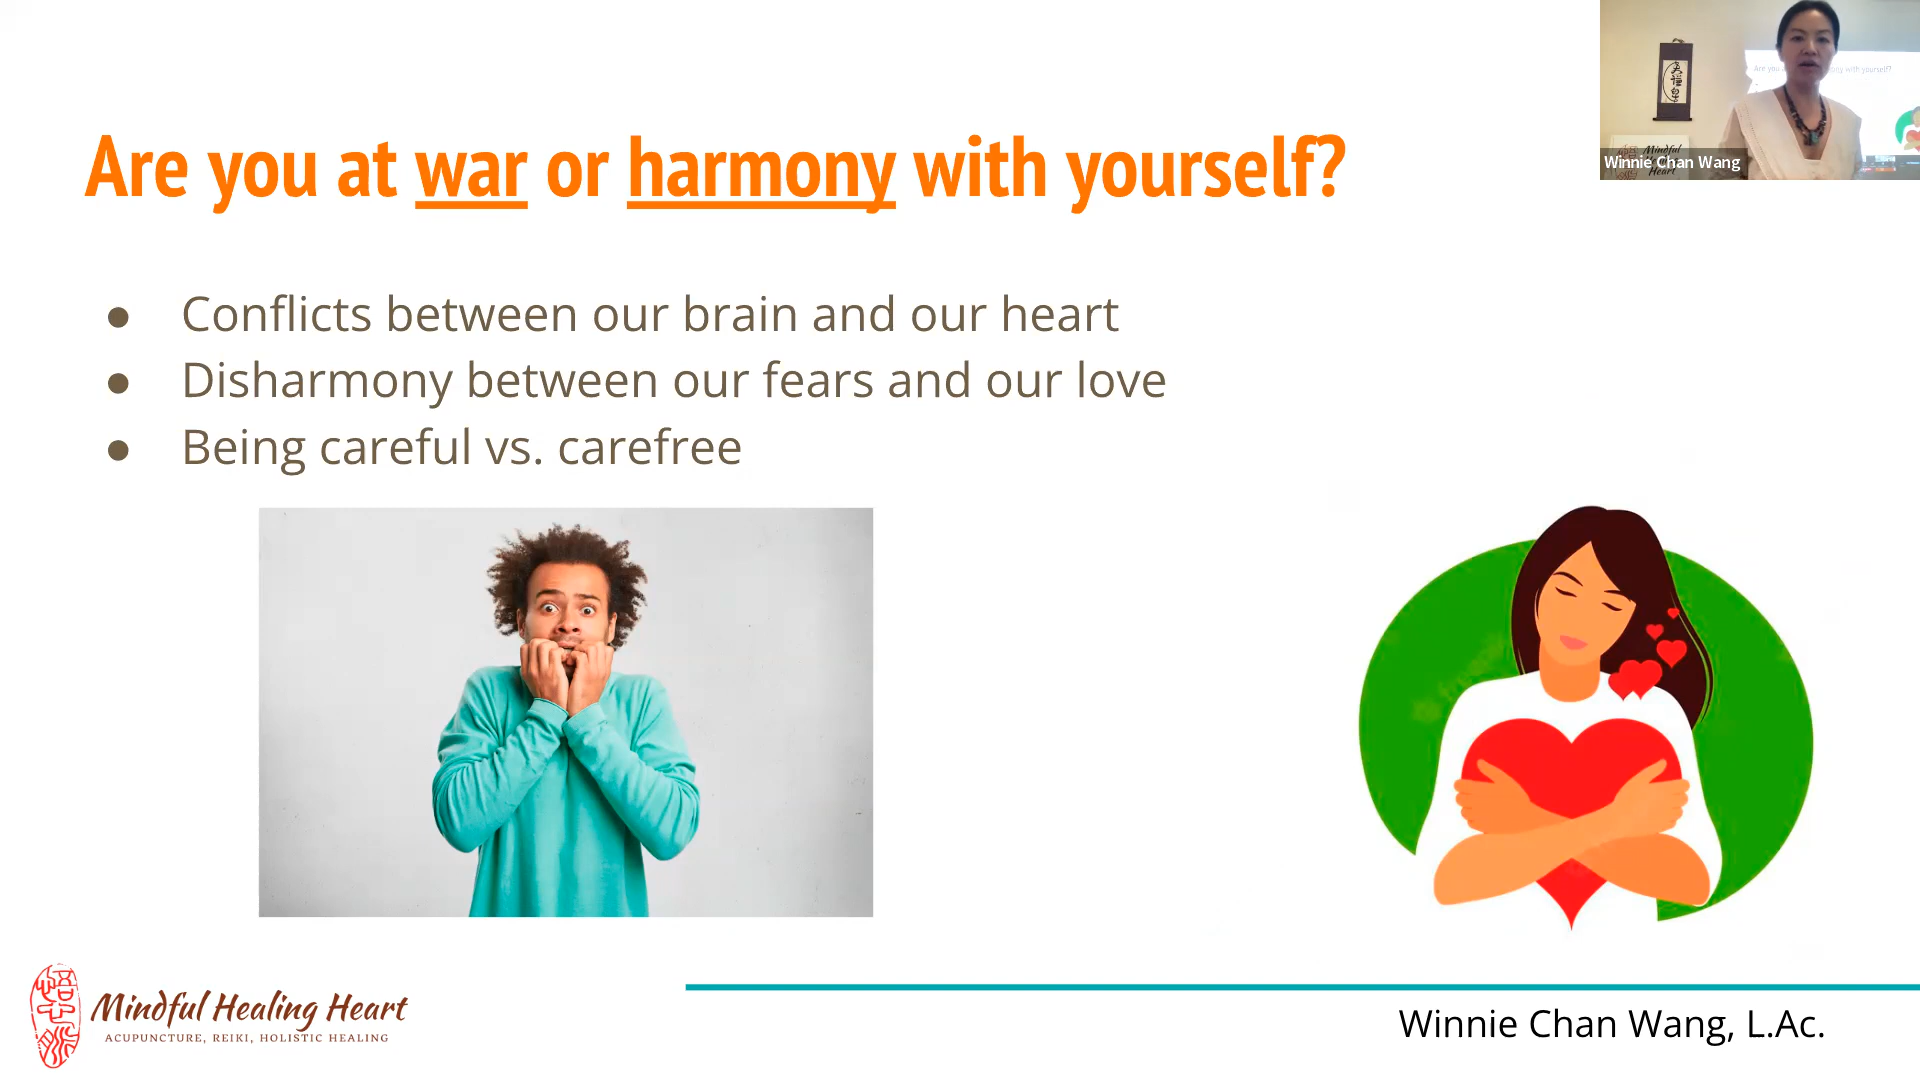 Are you at war or harmony with yourself?
Winnie Chan Wang
● Conflicts between our brain and our heart
● Disharmony between our fears and our love
● Being careful vs. carefree
Mindful Healing Heart
ACUPUNCTURE, REIKI, HOLISTIC HEALING
Winnie Chan Wang, L.Ac.